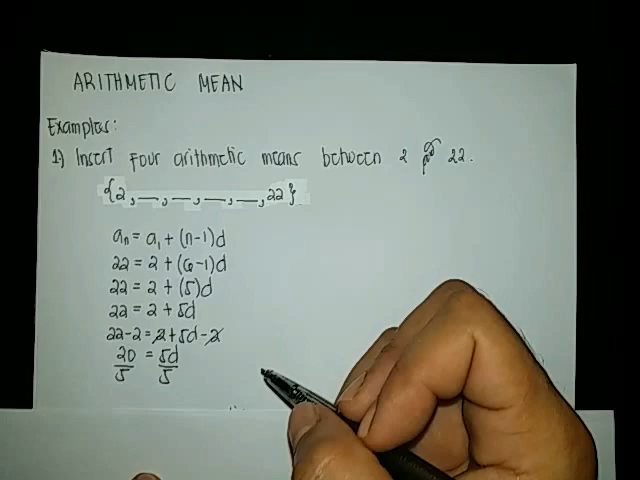 ARITHMETIC MEAN
Examples:
1) Insert four arithmetic means between 2 & 22.
{2, __, __, __, __, 22}
aₙ = a₁ + (n-1)d
22 = 2 + (6-1)d
22 = 2 + (5)d
22 = 2 + 5d
22-2 = 2+5d-2
20 = 5d
5 5